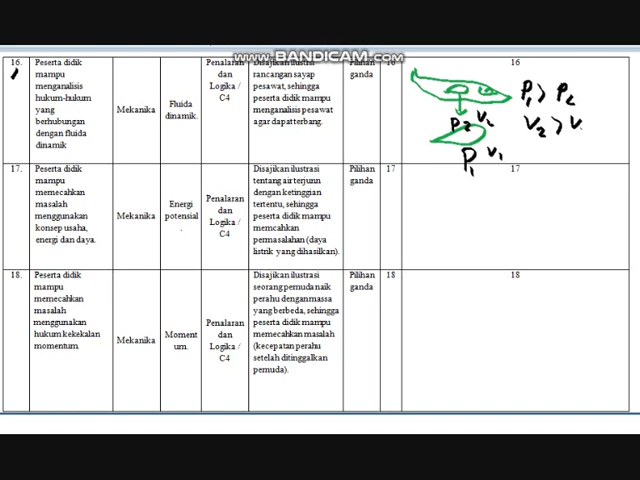 WWW.BANDICAM.COM
16.
Peserta didik
mampu
menganalisis
hukum-hukum
yang
berhubungan
dengan fluida
dinamik
Mekanika
Fluida
dinamik.
Penalaran
dan
Logika /
C4
Disajikan ilustrsi
rancangan sayap
pesawat, sehingga
peserta didik mampu
menganalisis pesawat
agar dapatterbang.
Pilihan
ganda
16
16
P2 V2
P1 V1
P1 > P2
V2 > V
17.
Peserta didik
mampu
memecahkan
masalah
menggunakan
konsep usaha,
energi dan daya.
Mekanika
Energi
potensial
.
Penalaran
dan
Logika /
C4
Disajikan ilustrasi
tentang air terjunn
dengan ketinggian
tertentu, sehingga
peserta didik mampu
memcahkan
permasalahan (daya
listrik yang dihasilkan).
Pilihan
ganda
17
17
18.
Peserta didik
mampu
memecahkan
masalah
menggunakan
hukum kekekalan
momentum.
Mekanika
Moment
um.
Penalaran
dan
Logika /
C4
Disajikan ilustrasi
seorang pemuda naik
perahu dengan massa
yang berbeda, sehingga
peserta didik mampu
memecahkan masalah
(kecepatan perahu
setelah ditinggalkan
pemuda).
Pilihan
ganda
18
18